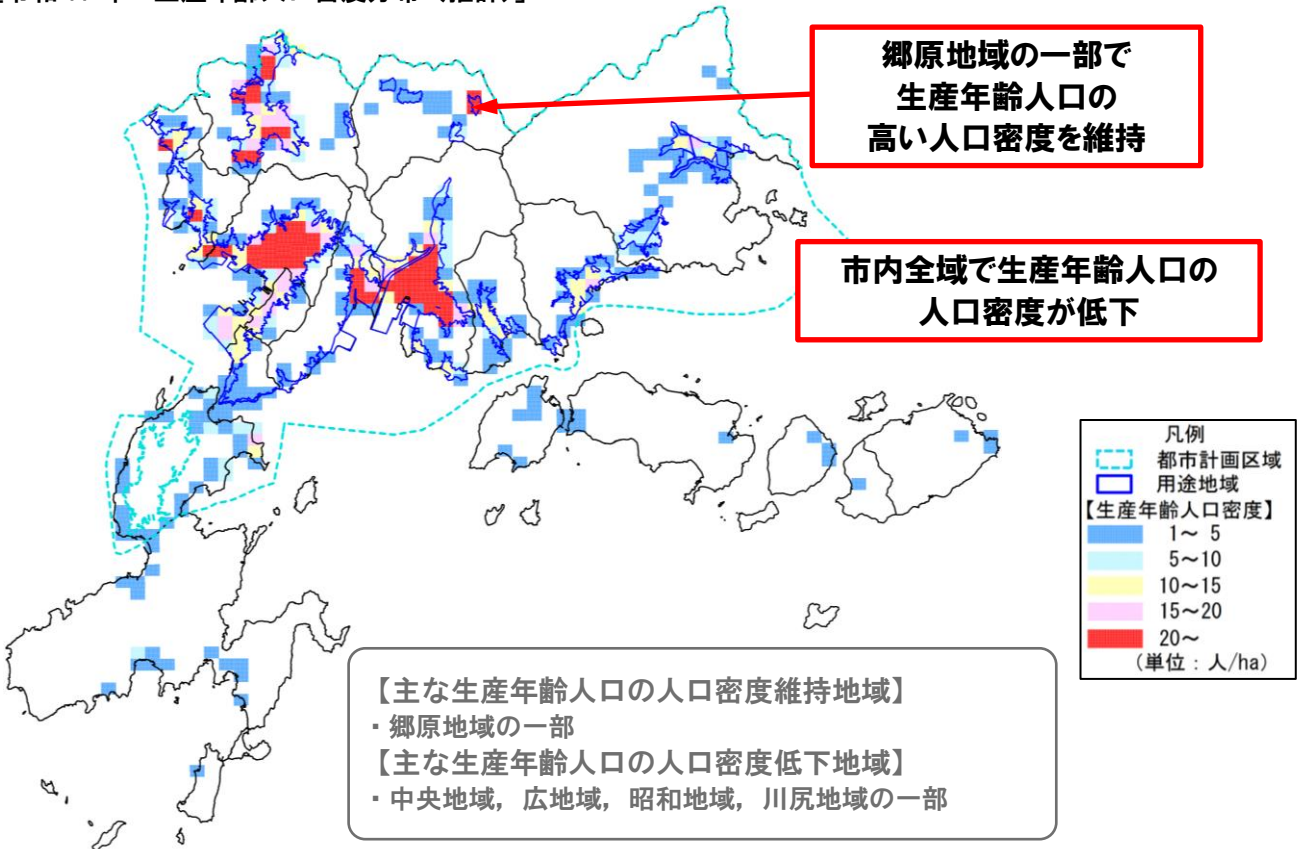 郷原地域の一部で
生産年齢人口の
高い人口密度を維持
市内全域で生産年齢人口の
人口密度が低下
凡例
都市計画区域
用途地域
【生産年齢人口密度】
1～ 5
5～10
10～15
15～20
20～
(単位：人/ha)
【主な生産年齢人口の人口密度維持地域】
・郷原地域の一部
【主な生産年齢人口の人口密度低下地域】
・中央地域，広地域，昭和地域，川尻地域の一部